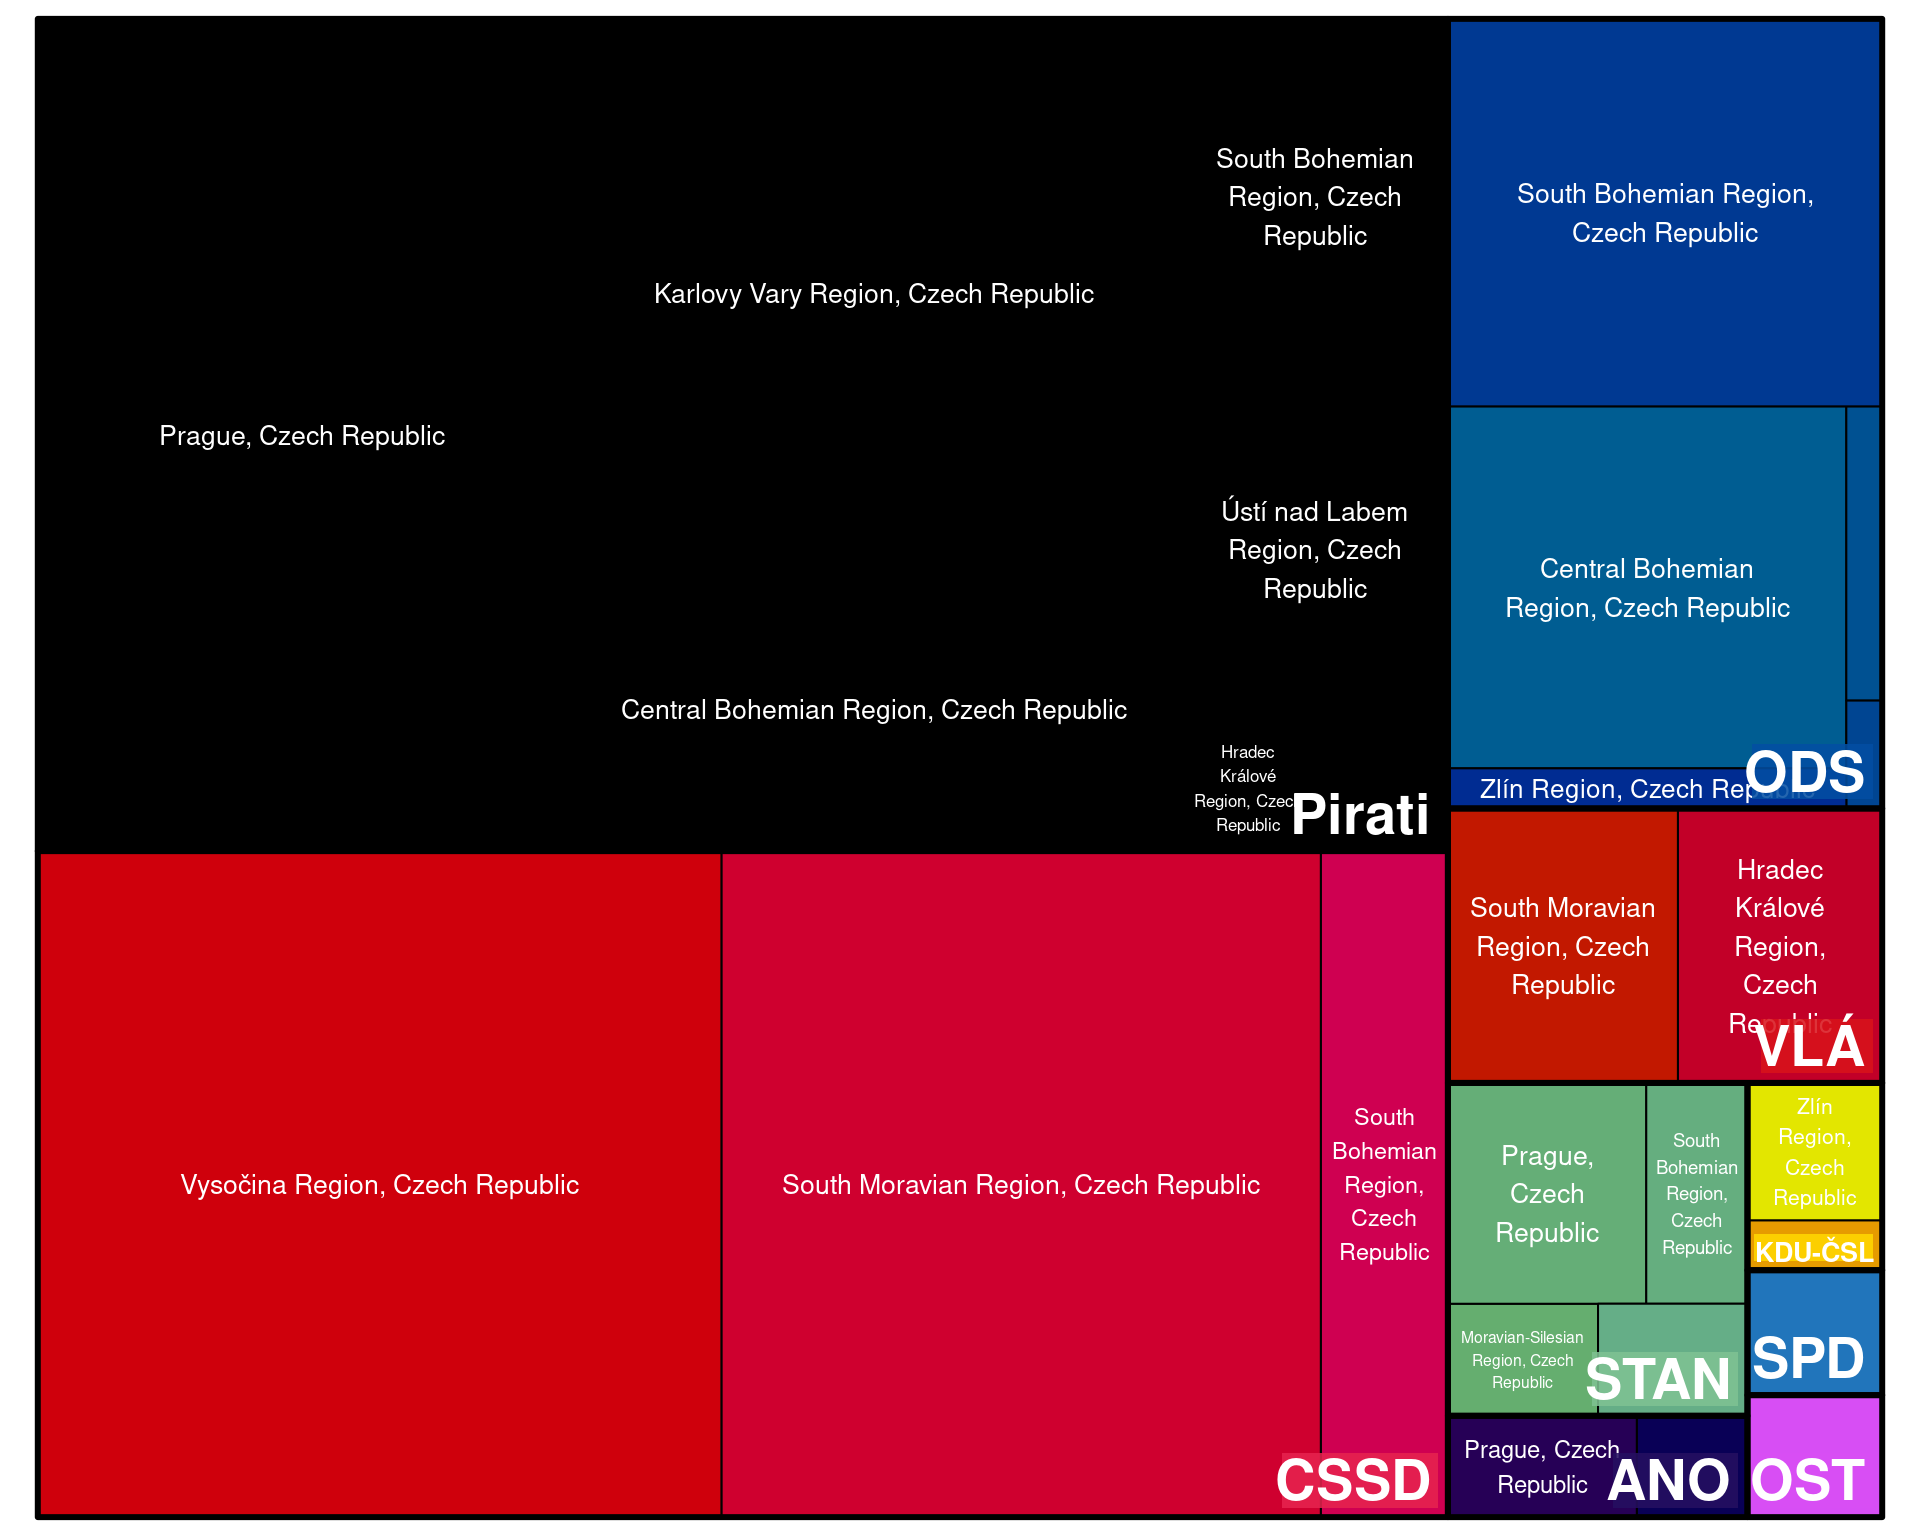 Prague, Czech Republic
Karlovy Vary Region, Czech Republic
Central Bohemian Region, Czech Republic
South Bohemian
Region, Czech
Republic
Ústí nad Labem
Region, Czech
Republic
Hradec
Králové
Region, Czech
Republic
Pirati
Vysočina Region, Czech Republic
South Moravian Region, Czech Republic
South
Bohemian
Region,
Czech
Republic
CSSD
South Bohemian Region,
Czech Republic
Central Bohemian
Region, Czech Republic
Zlín Region, Czech Republic
ODS
South Moravian
Region, Czech
Republic
Hradec
Králové
Region,
Czech
Republic
VLÁ
Prague,
Czech
Republic
South
Bohemian
Region,
Czech
Republic
Moravian-Silesian
Region, Czech
Republic
STAN
Zlín
Region,
Czech
Republic
KDU-ČSL
SPD
Prague, Czech
Republic
ANO
OST